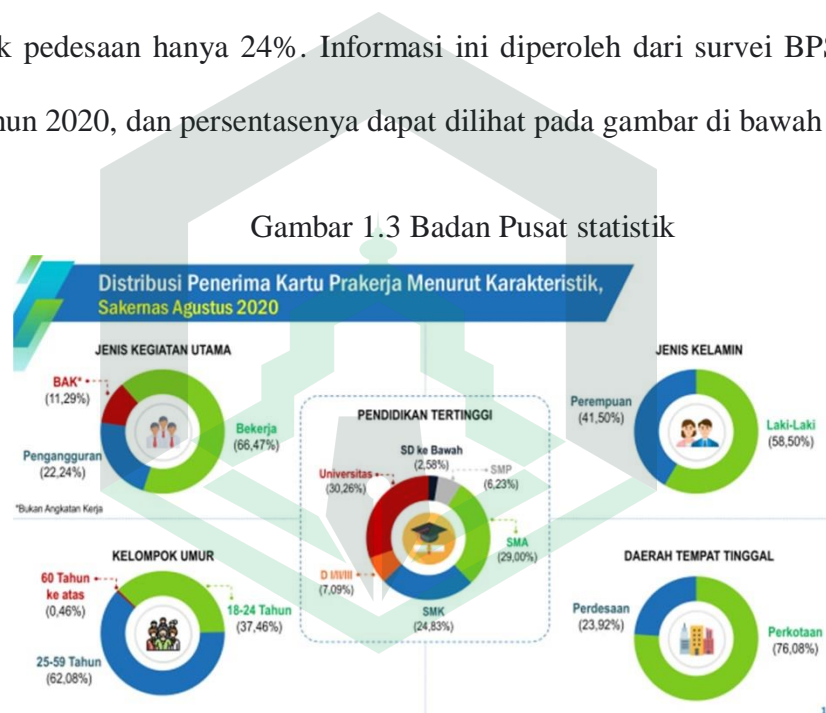 k pedesaan hanya 24%. Informasi ini diperoleh dari survei BPS
hun 2020, dan persentasenya dapat dilihat pada gambar di bawah
Gambar 1.3 Badan Pusat statistik
Distribusi Penerima Kartu Prakerja Menurut Karakteristik,
Sakernas Agustus 2020
JENIS KEGIATAN UTAMA
BAK*
(11,29%)
Bekerja
(66,47%)
Pengangguran
(22,24%)
*Bukan Angkatan Kerja
PENDIDIKAN TERTINGGI
SD ke Bawah
(2,58%)
Universitas
(30,26%)
SMP
(6,23%)
SMA
(29,00%)
D I/II/III
(7,09%)
SMK
(24,83%)
JENIS KELAMIN
Perempuan
(41,50%)
Laki-Laki
(58,50%)
KELOMPOK UMUR
60 Tahun
ke atas
(0,46%)
18-24 Tahun
(37,46%)
25-59 Tahun
(62,08%)
DAERAH TEMPAT TINGGAL
Perdesaan
(23,92%)
Perkotaan
(76,08%)
1